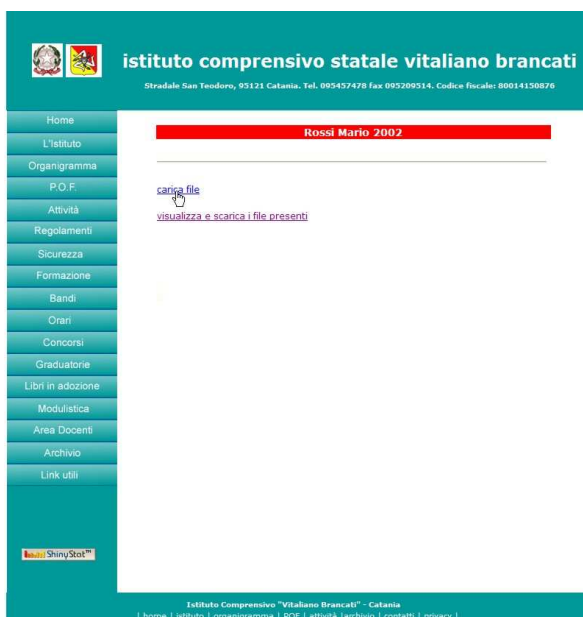 istituto comprensivo statale vitaliano brancati
Stradale San Teodoro, 95121 Catania. Tel. 095457478 fax 095209514. Codice fiscale: 80014150876
Home
L'Istituto
Organigramma
P.O.F.
Attività
Regolamenti
Sicurezza
Formazione
Bandi
Orari
Concorsi
Graduatorie
Libri in adozione
Modulistica
Area Docenti
Archivio
Link utili
ShinyStat™
Rossi Mario 2002
carica file
visualizza e scarica i file presenti
Istituto Comprensivo "Vitaliano Brancati" - Catania
| home | istituto | organigramma | POF | attività |archivio | contatti | privacy |